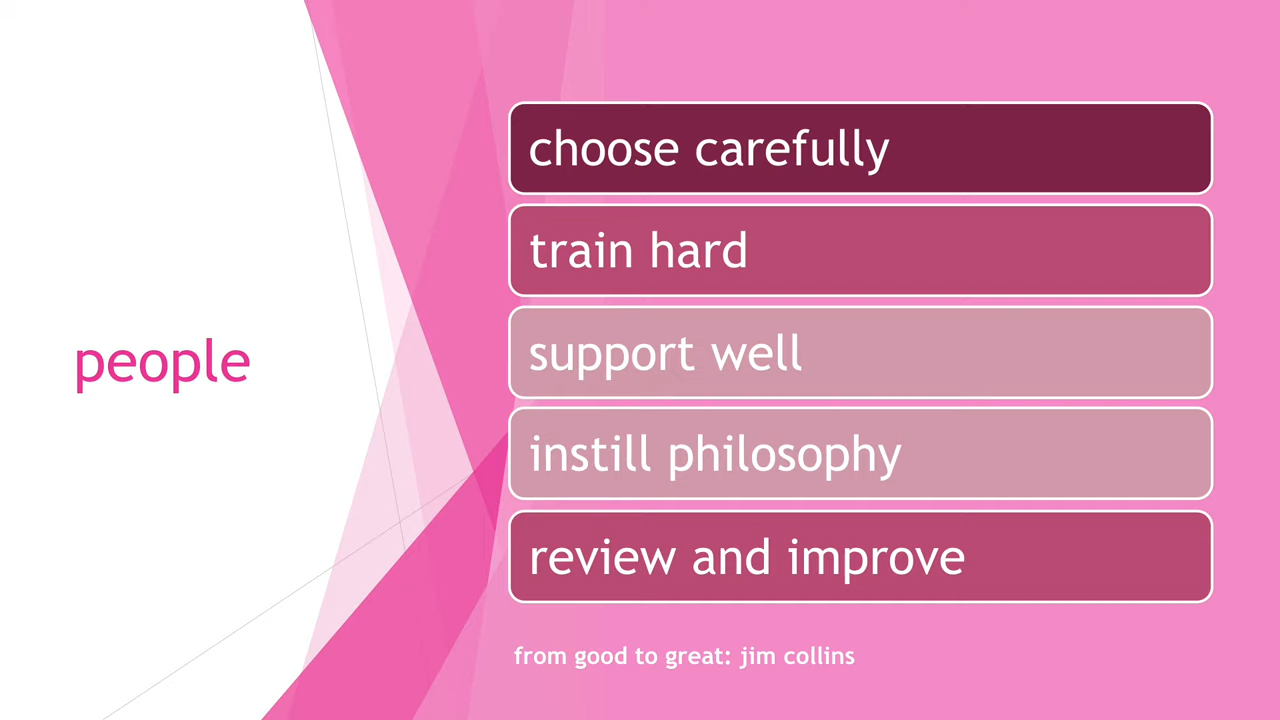 people
choose carefully
train hard
support well
instill philosophy
review and improve
from good to great: jim collins